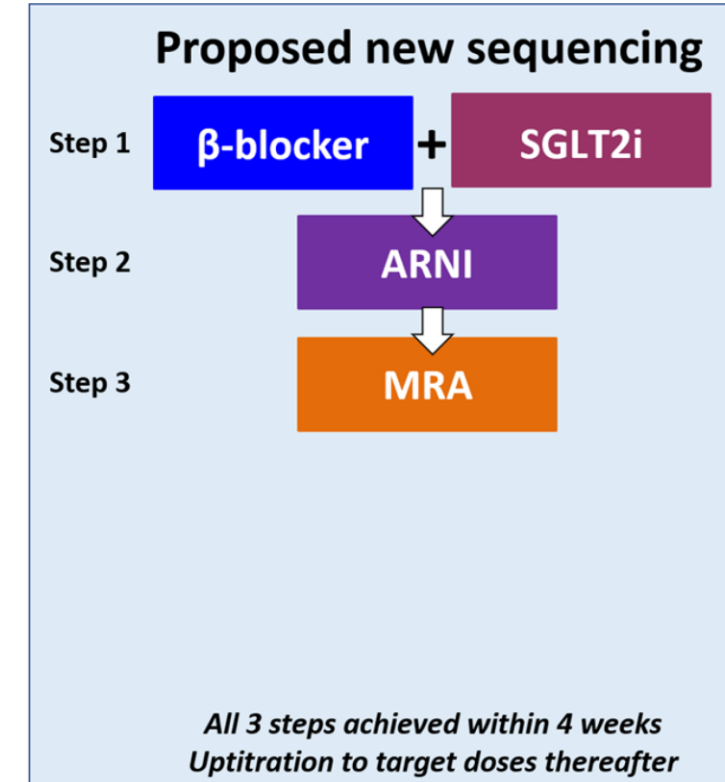 Proposed new sequencing
Step 1 β-blocker + SGLT2i
Step 2 ARNI
Step 3 MRA
All 3 steps achieved within 4 weeks
Uptitration to target doses thereafter